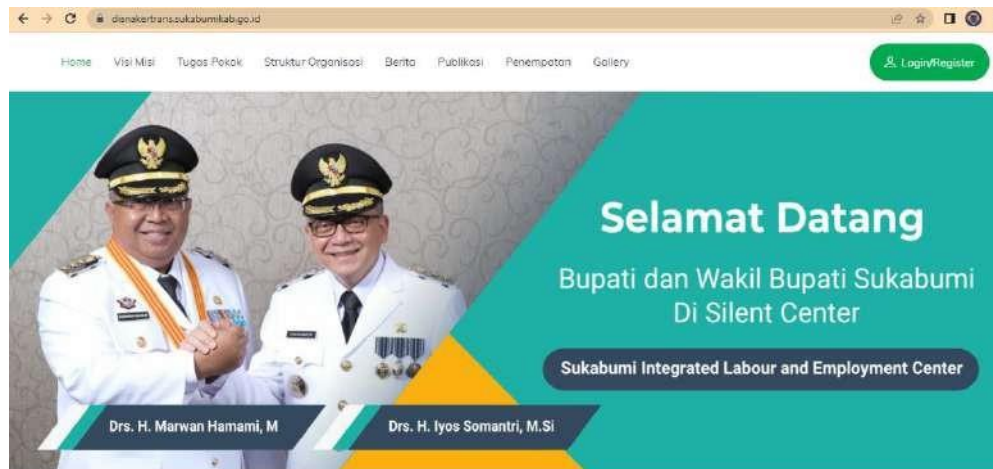 disnakertrans.sukabumikab.go.id
Home Visi Misi Tugas Pokok Struktur Organisasi Berita Publikasi Penempatan Gallery Login/Register
Selamat Datang
Bupati dan Wakil Bupati Sukabumi
Di Silent Center
Sukabumi Integrated Labour and Employment Center
Drs. H. Marwan Hamami, M Drs. H. Iyos Somantri, M.Si